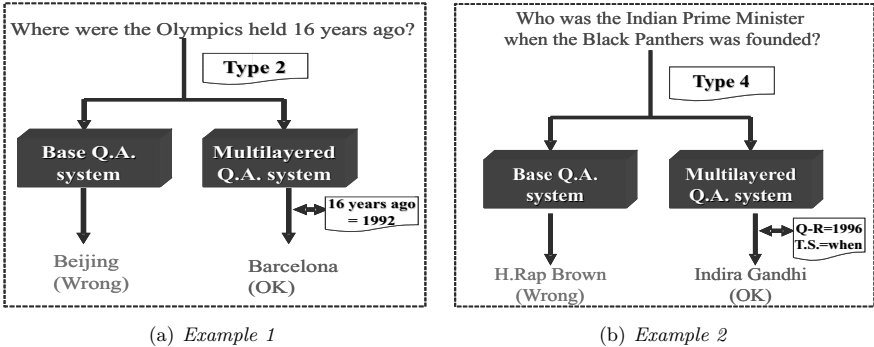 Where were the Olympics held 16 years ago?
Type 2
Base Q.A.
system
Multilayered
Q.A. system
16 years ago
= 1992
Beijing
(Wrong)
Barcelona
(OK)
(a) Example 1
Who was the Indian Prime Minister
when the Black Panthers was founded?
Type 4
Base Q.A.
system
Multilayered
Q.A. system
Q-R=1996
T.S.=when
H.Rap Brown
(Wrong)
Indira Gandhi
(OK)
(b) Example 2